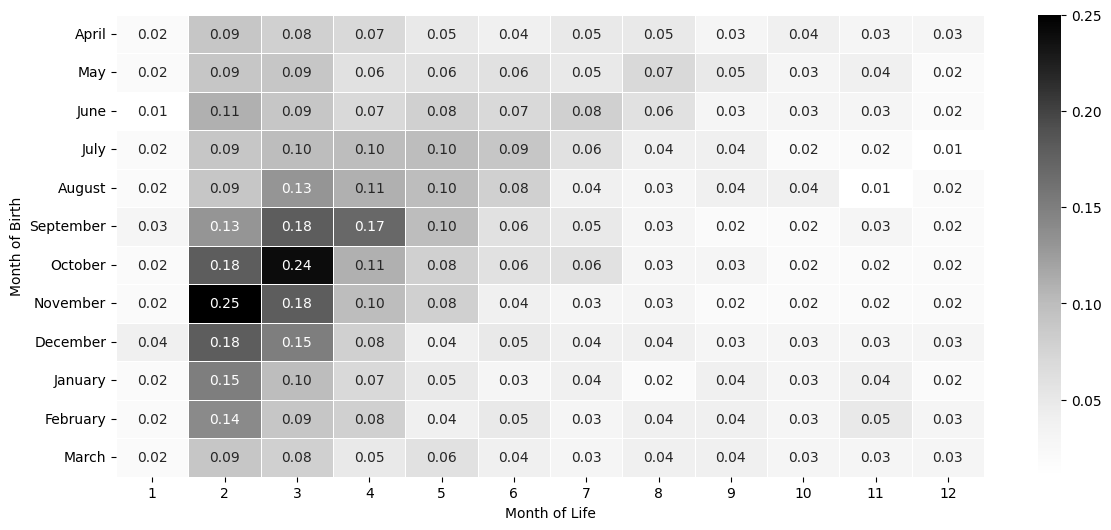 April 0.02 0.09 0.08 0.07 0.05 0.04 0.05 0.05 0.03 0.04 0.03 0.03
May 0.02 0.09 0.09 0.06 0.06 0.06 0.05 0.07 0.05 0.03 0.04 0.02
June 0.01 0.11 0.09 0.07 0.08 0.07 0.08 0.06 0.03 0.03 0.03 0.02
July 0.02 0.09 0.10 0.10 0.10 0.09 0.06 0.04 0.04 0.02 0.02 0.01
August 0.02 0.09 0.13 0.11 0.10 0.08 0.04 0.03 0.04 0.04 0.01 0.02
September 0.03 0.13 0.18 0.17 0.10 0.06 0.05 0.03 0.02 0.02 0.03 0.02
October 0.02 0.18 0.24 0.11 0.08 0.06 0.06 0.03 0.03 0.02 0.02 0.02
November 0.02 0.25 0.18 0.10 0.08 0.04 0.03 0.03 0.02 0.02 0.02 0.02
December 0.04 0.18 0.15 0.08 0.04 0.05 0.04 0.04 0.03 0.03 0.03 0.03
January 0.02 0.15 0.10 0.07 0.05 0.03 0.04 0.02 0.04 0.03 0.04 0.02
February 0.02 0.14 0.09 0.08 0.04 0.05 0.03 0.04 0.04 0.03 0.05 0.03
March 0.02 0.09 0.08 0.05 0.06 0.04 0.03 0.04 0.04 0.03 0.03 0.03
1 2 3 4 5 6 7 8 9 10 11 12
Month of Life
Month of Birth
0.25
0.20
0.15
0.10
0.05